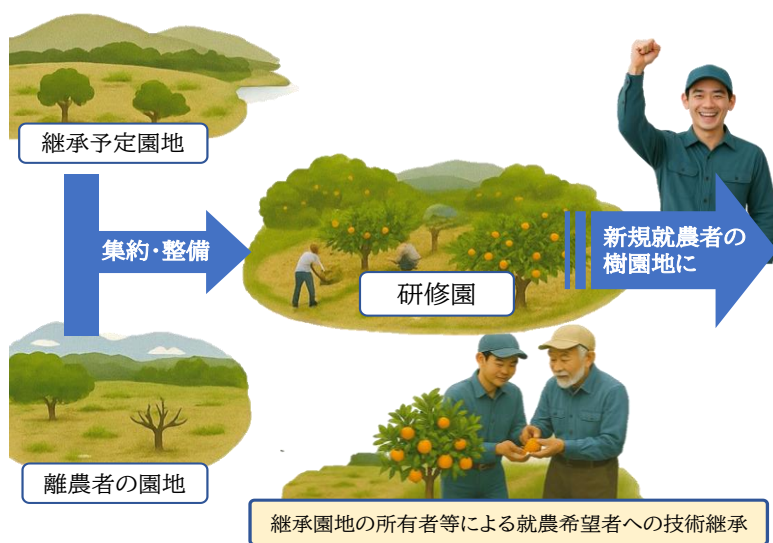 継承予定園地
集約・整備
研修園
新規就農者の
樹園地に
離農者の園地
継承園地の所有者等による就農希望者への技術継承